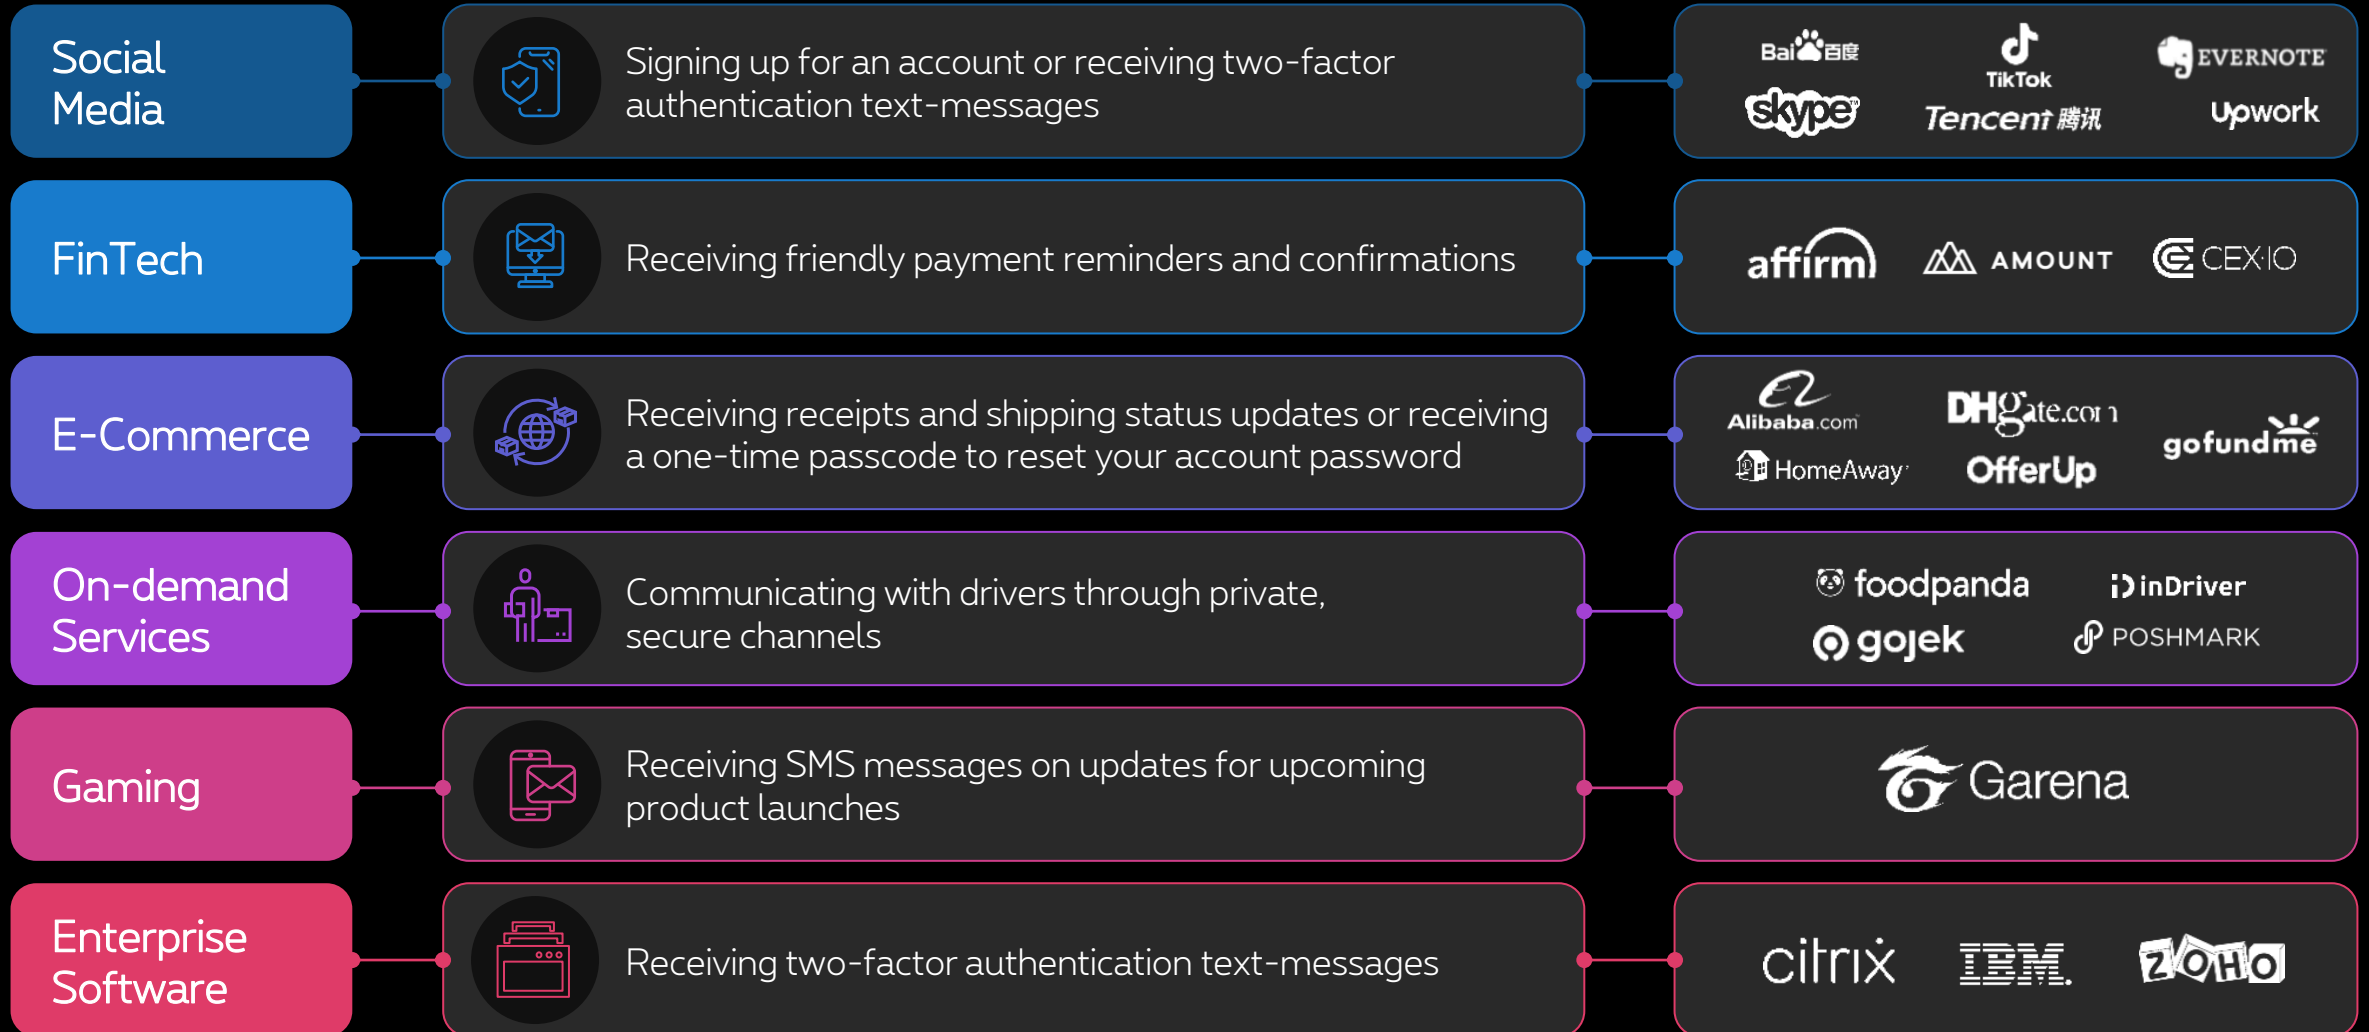 Social
Media
Signing up for an account or receiving two-factor
authentication text-messages
Bai 百度
TikTok
EVERNOTE
skype™
Tencent 腾讯
Upwork
FinTech
Receiving friendly payment reminders and confirmations
affirm
AMOUNT
CEX·IO
E-Commerce
Receiving receipts and shipping status updates or receiving
a one-time passcode to reset your account password
Alibaba.com
DHgate.com
gofundme
HomeAway
OfferUp
On-demand
Services
Communicating with drivers through private,
secure channels
foodpanda
inDriver
gojek
POSHMARK
Gaming
Receiving SMS messages on updates for upcoming
product launches
Garena
Enterprise
Software
Receiving two-factor authentication text-messages
citrix
IBM.
ZOHO